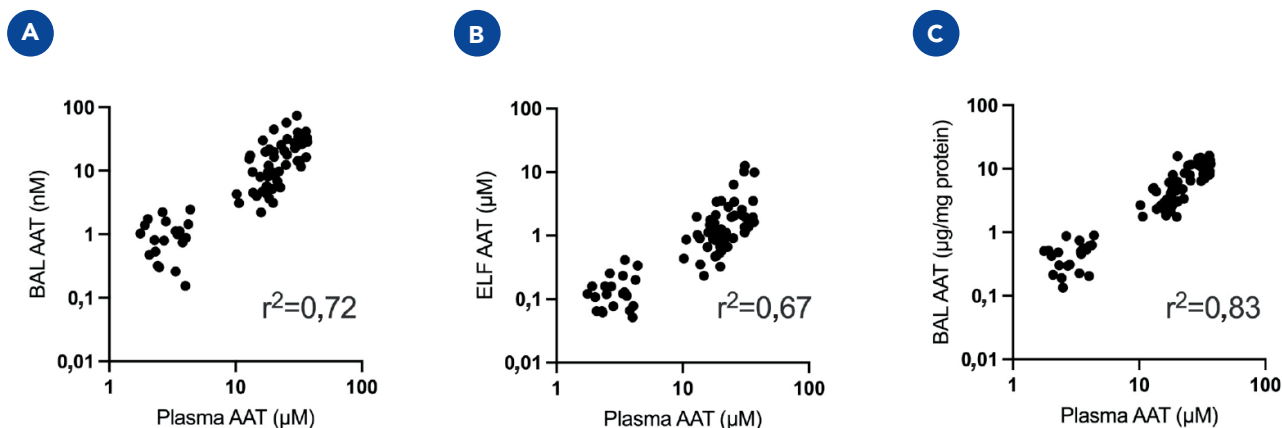 A
B
C
100
10
1
0,1
0,01
BAL AAT (nM)
r²=0,72
1
10
100
Plasma AAT (µM)
100
10
1
0,1
0,01
ELF AAT (µM)
r²=0,67
1
10
100
Plasma AAT (µM)
100
10
1
0,1
0,01
BAL AAT (µg/mg protein)
r²=0,83
1
10
100
Plasma AAT (µM)